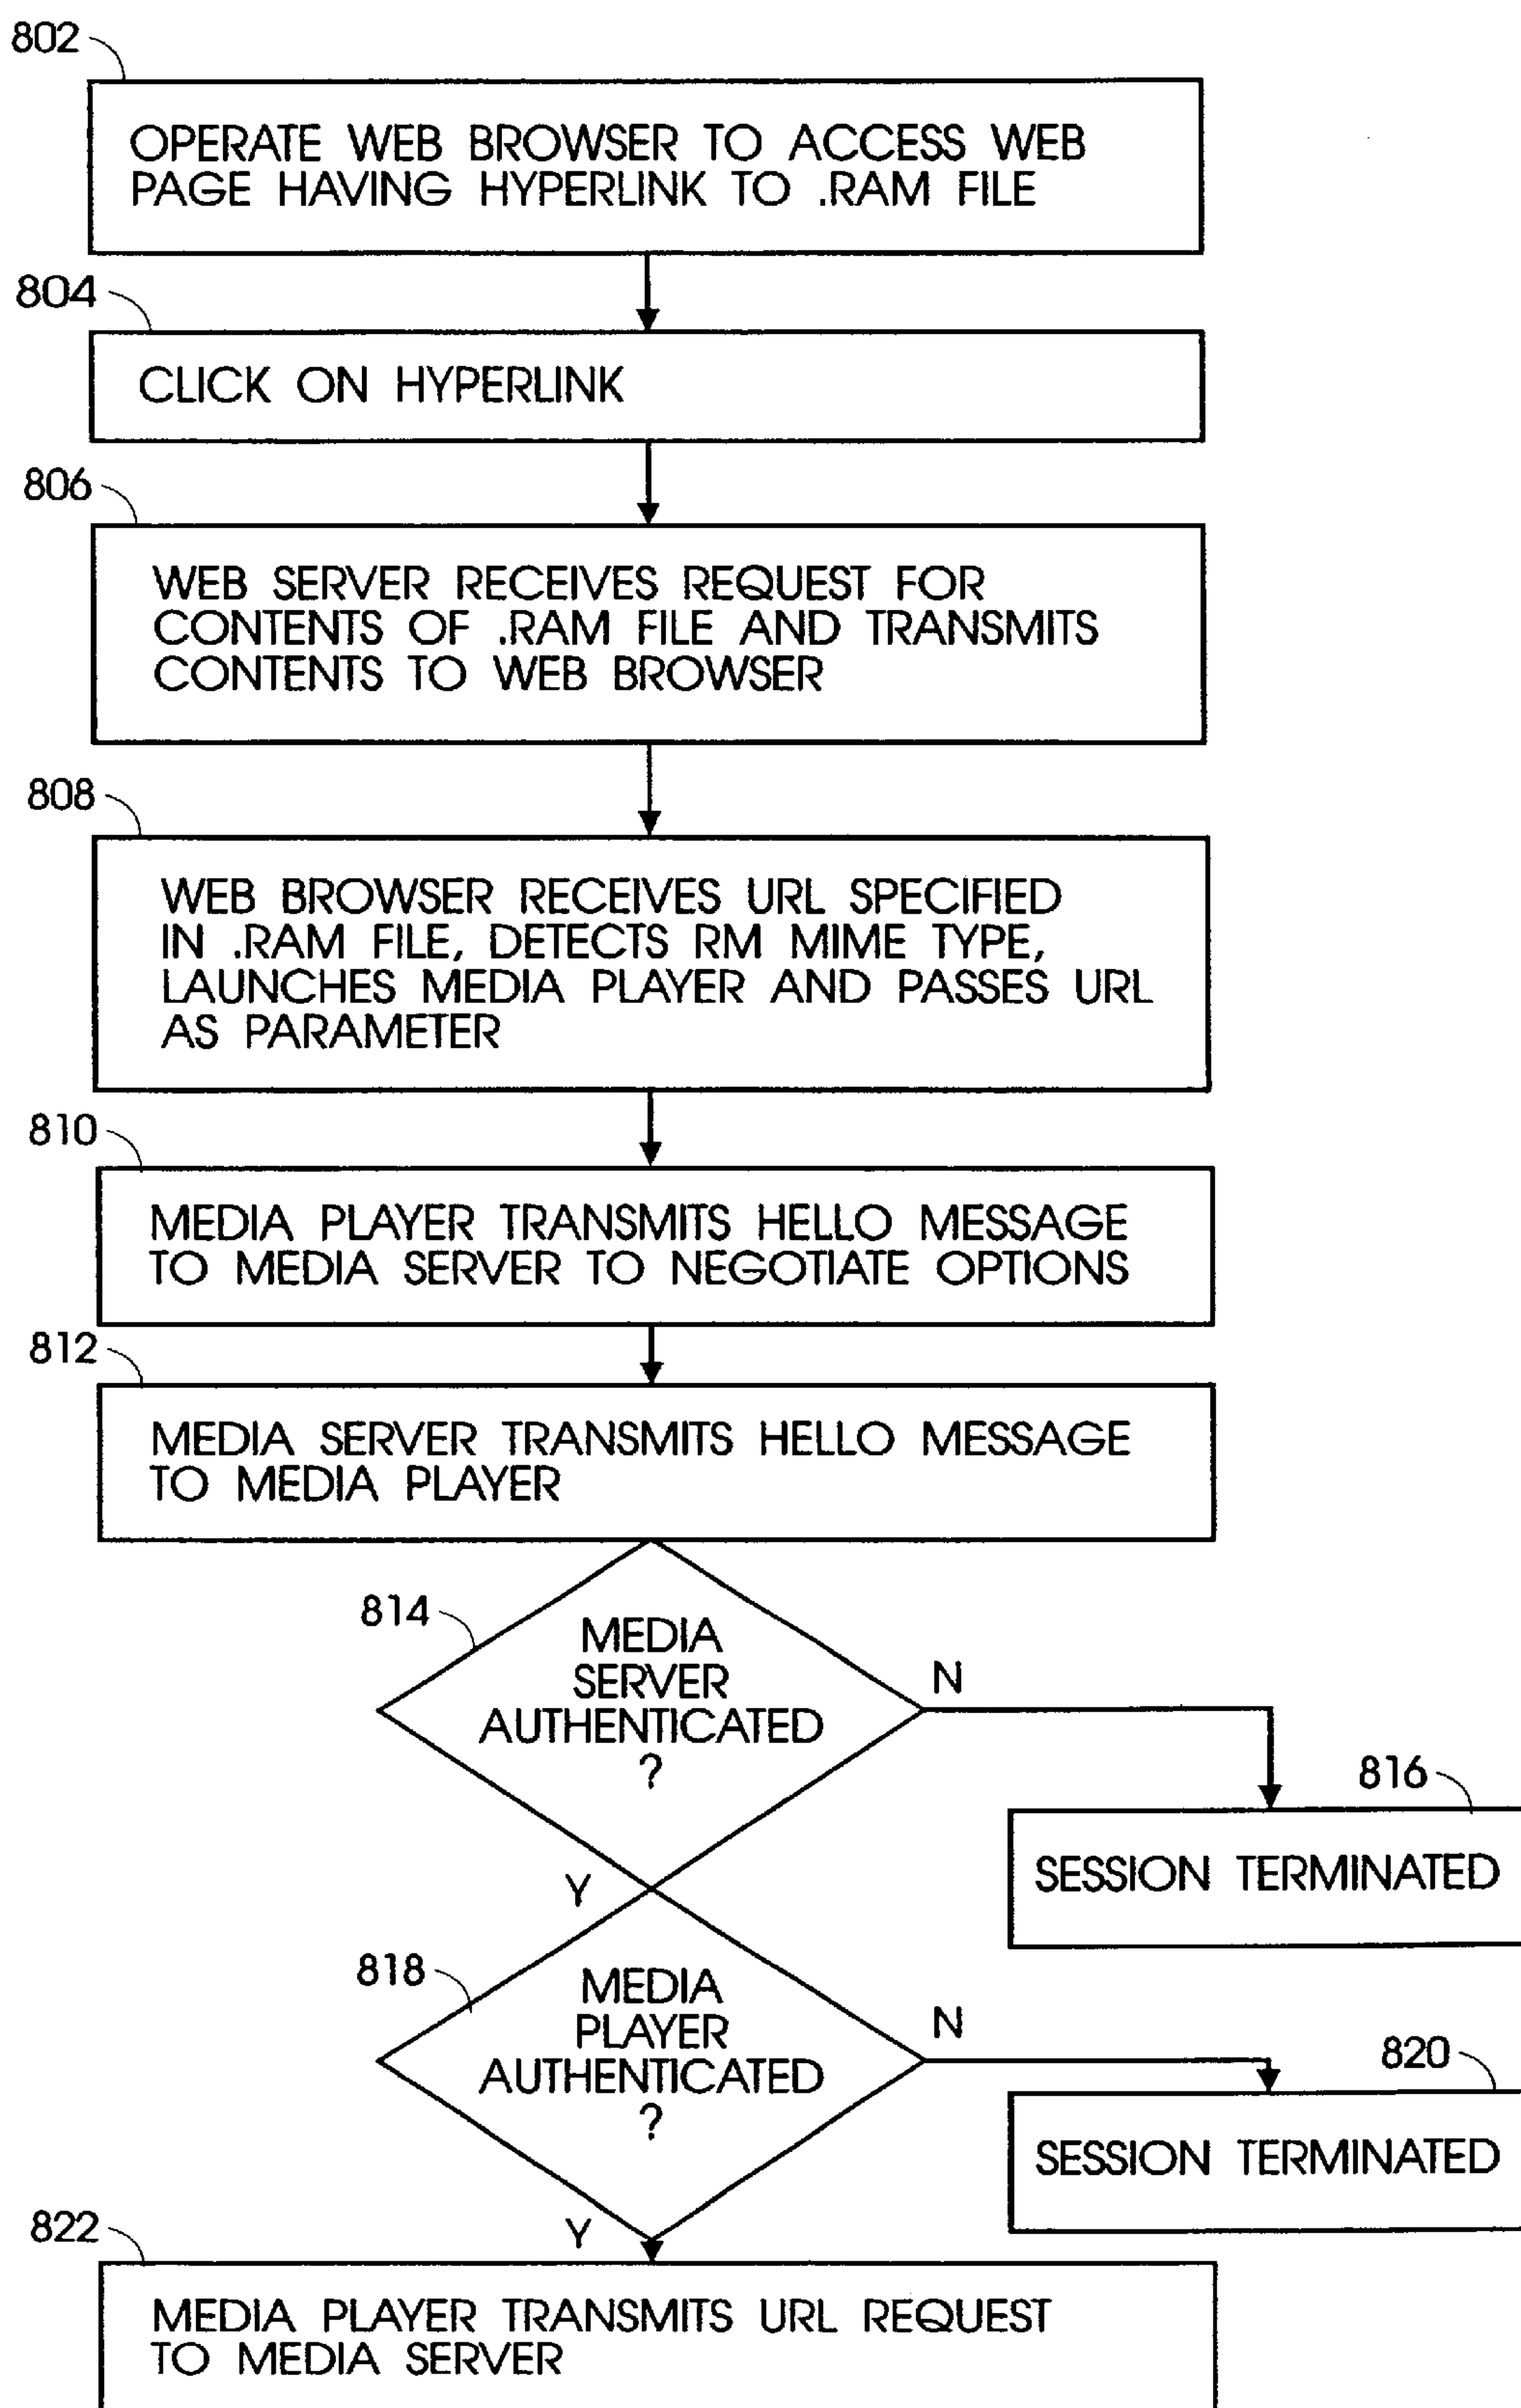 802
OPERATE WEB BROWSER TO ACCESS WEB
PAGE HAVING HYPERLINK TO .RAM FILE
804
CLICK ON HYPERLINK
806
WEB SERVER RECEIVES REQUEST FOR
CONTENTS OF .RAM FILE AND TRANSMITS
CONTENTS TO WEB BROWSER
808
WEB BROWSER RECEIVES URL SPECIFIED
IN .RAM FILE, DETECTS RM MIME TYPE,
LAUNCHES MEDIA PLAYER AND PASSES URL
AS PARAMETER
810
MEDIA PLAYER TRANSMITS HELLO MESSAGE
TO MEDIA SERVER TO NEGOTIATE OPTIONS
812
MEDIA SERVER TRANSMITS HELLO MESSAGE
TO MEDIA PLAYER
814
MEDIA
SERVER
AUTHENTICATED
?
N
816
SESSION TERMINATED
Y
818
MEDIA
PLAYER
AUTHENTICATED
?
N
820
SESSION TERMINATED
Y
822
MEDIA PLAYER TRANSMITS URL REQUEST
TO MEDIA SERVER